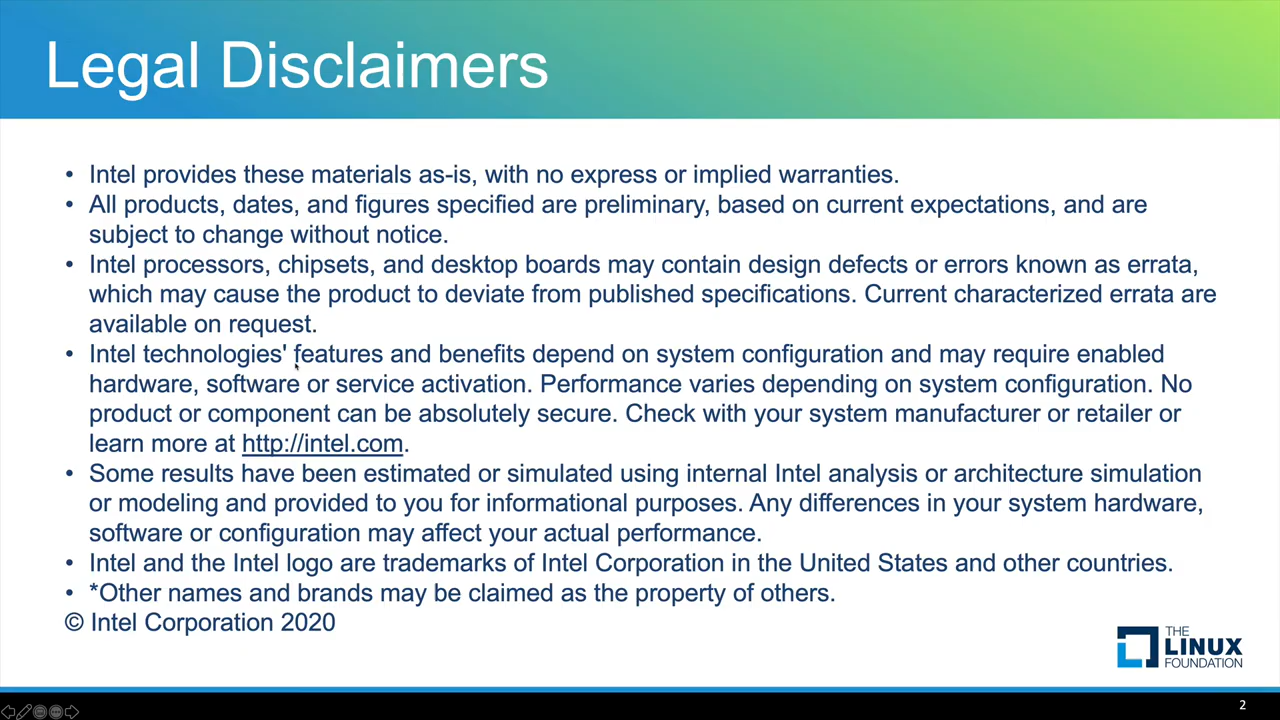 Legal Disclaimers
• Intel provides these materials as-is, with no express or implied warranties.
• All products, dates, and figures specified are preliminary, based on current expectations, and are
subject to change without notice.
• Intel processors, chipsets, and desktop boards may contain design defects or errors known as errata,
which may cause the product to deviate from published specifications. Current characterized errata are
available on request.
• Intel technologies' features and benefits depend on system configuration and may require enabled
hardware, software or service activation. Performance varies depending on system configuration. No
product or component can be absolutely secure. Check with your system manufacturer or retailer or
learn more at http://intel.com.
• Some results have been estimated or simulated using internal Intel analysis or architecture simulation
or modeling and provided to you for informational purposes. Any differences in your system hardware,
software or configuration may affect your actual performance.
• Intel and the Intel logo are trademarks of Intel Corporation in the United States and other countries.
• *Other names and brands may be claimed as the property of others.
© Intel Corporation 2020
THE
LINUX
FOUNDATION
2